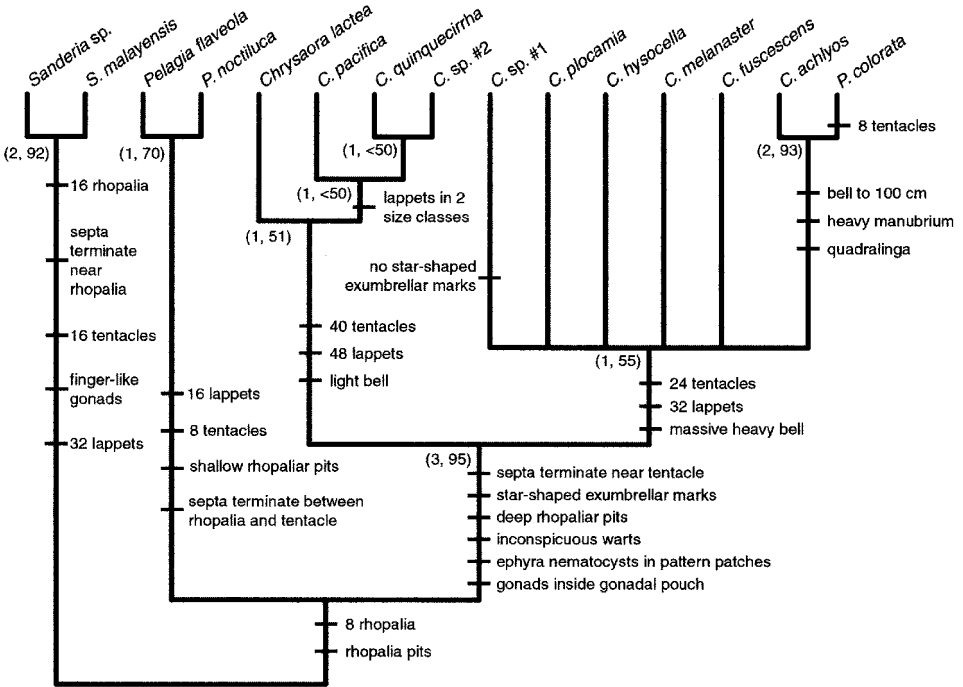 Sanderia sp.
S. malayensis
Pelagia flaveola
P. noctiluca
Chrysaora lactea
C. pacifica
C. quinquecirrha
C. sp. #2
C. sp. #1
C. plocamia
C. hysocella
C. melanaster
C. fuscescens
C. achlyos
P. colorata
8 tentacles
(2, 92)
(1, 70)
(1, <50)
(2, 93)
16 rhopalia
(1, <50)
lappets in 2
size classes
bell to 100 cm
heavy manubrium
quadralinga
(1, 51)
septa
terminate
near
rhopalia
no star-shaped
exumbrellar marks
16 tentacles
40 tentacles
48 lappets
light bell
(1, 55)
finger-like
gonads
16 lappets
24 tentacles
32 lappets
massive heavy bell
32 lappets
8 tentacles
shallow rhopaliar pits
septa terminate between
rhopalia and tentacle
(3, 95)
septa terminate near tentacle
star-shaped exumbrellar marks
deep rhopaliar pits
inconspicuous warts
ephyra nematocysts in pattern patches
gonads inside gonadal pouch
8 rhopalia
rhopalia pits